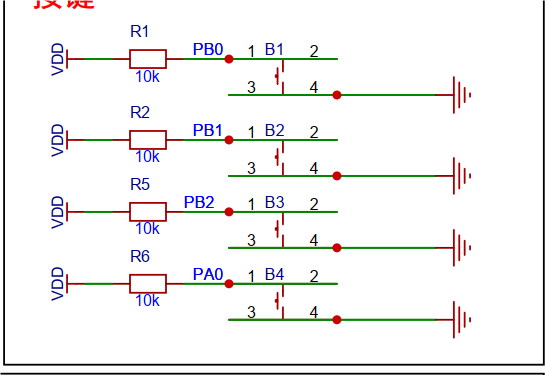 按键
R1
VDD PB0 1 B1 2
10k
3 4
R2
VDD PB1 1 B2 2
10k
3 4
R5
VDD PB2 1 B3 2
10k
3 4
R6
VDD PA0 1 B4 2
10k
3 4